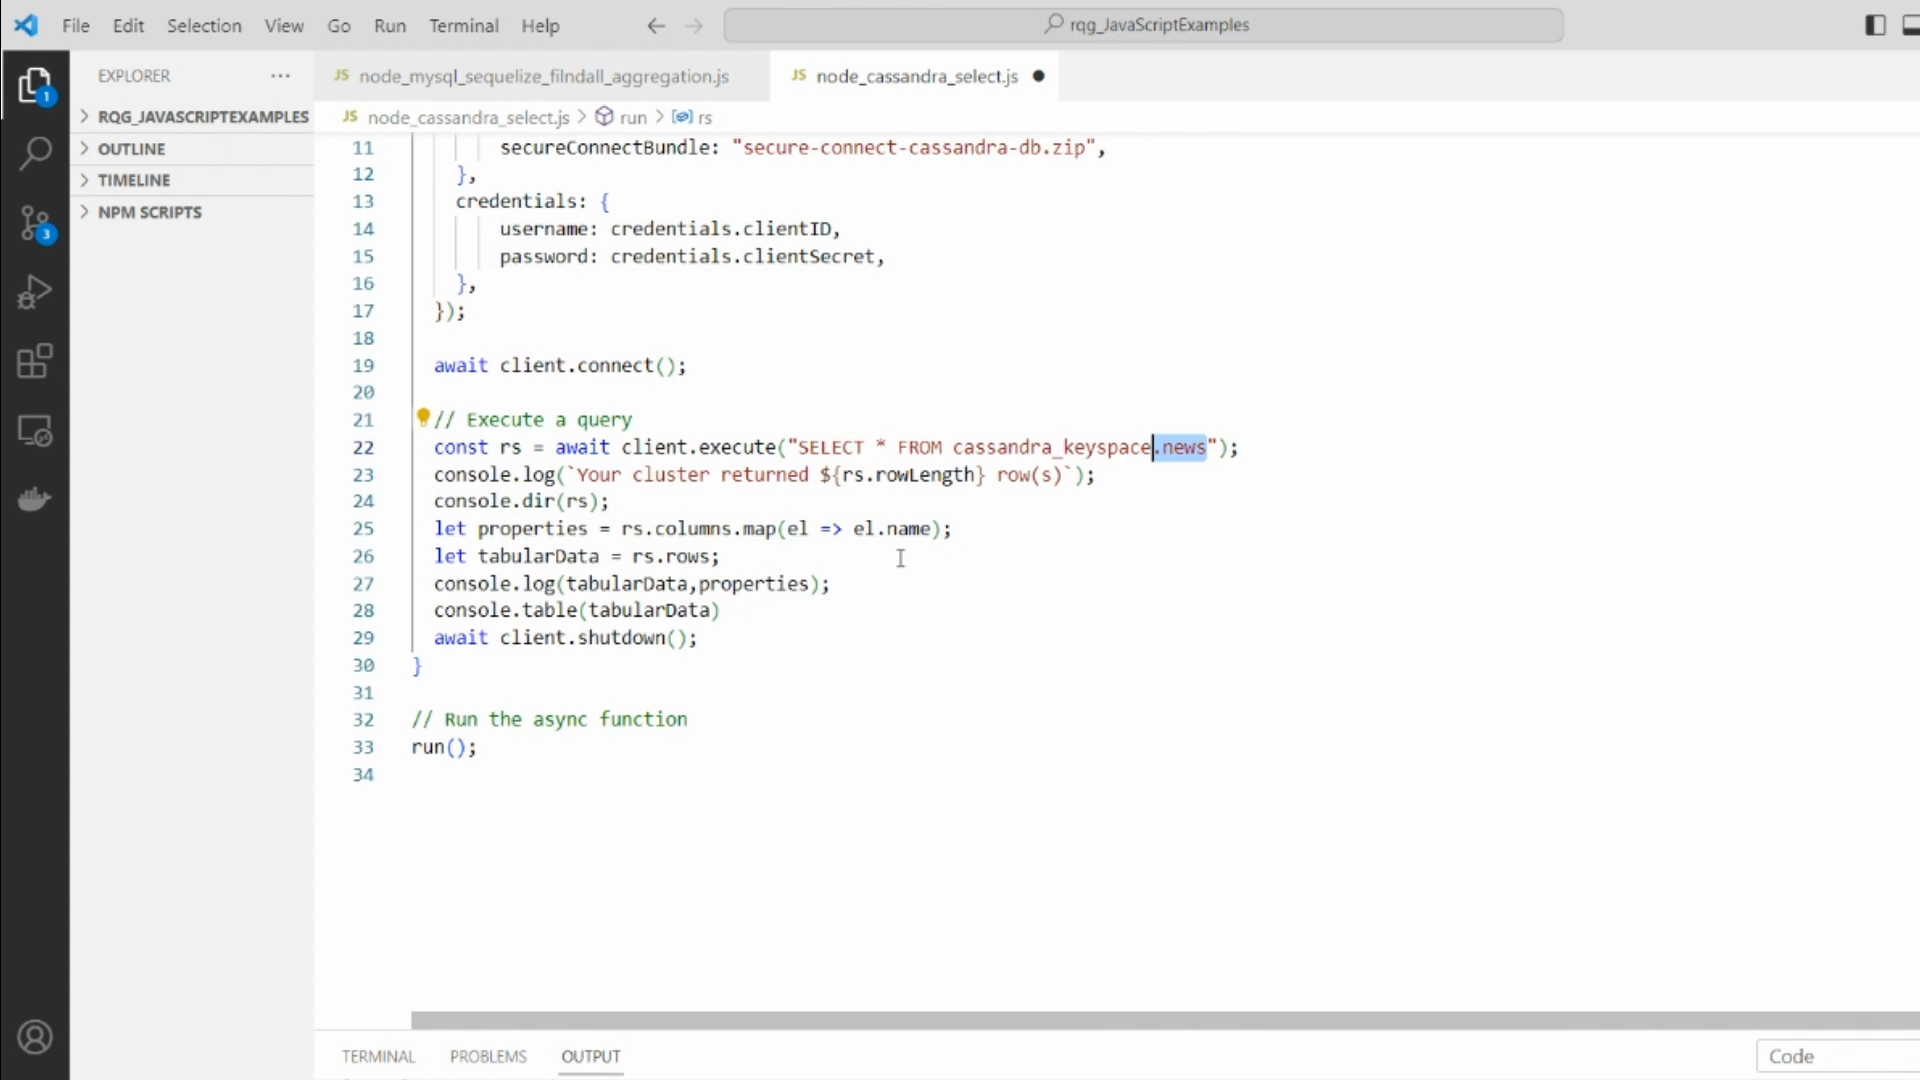 File Edit Selection View Go Run Terminal Help
rqg_JavaScriptExamples
EXPLORER ...
JS node_mysql_sequelize_filndall_aggregation.js
JS node_cassandra_select.js
1
RQG_JAVASCRIPTEXAMPLES
OUTLINE
TIMELINE
NPM SCRIPTS
3
JS node_cassandra_select.js > run > rs
11 secureConnectBundle: "secure-connect-cassandra-db.zip",
12 },
13 credentials: {
14 username: credentials.clientID,
15 password: credentials.clientSecret,
16 },
17 });
18
19 await client.connect();
20
21 // Execute a query
22 const rs = await client.execute("SELECT * FROM cassandra_keyspace.news");
23 console.log(`Your cluster returned ${rs.rowLength} row(s)`);
24 console.dir(rs);
25 let properties = rs.columns.map(el => el.name);
26 let tabularData = rs.rows;
27 console.log(tabularData,properties);
28 console.table(tabularData)
29 await client.shutdown();
30 }
31
32 // Run the async function
33 run();
34
TERMINAL PROBLEMS OUTPUT
Code